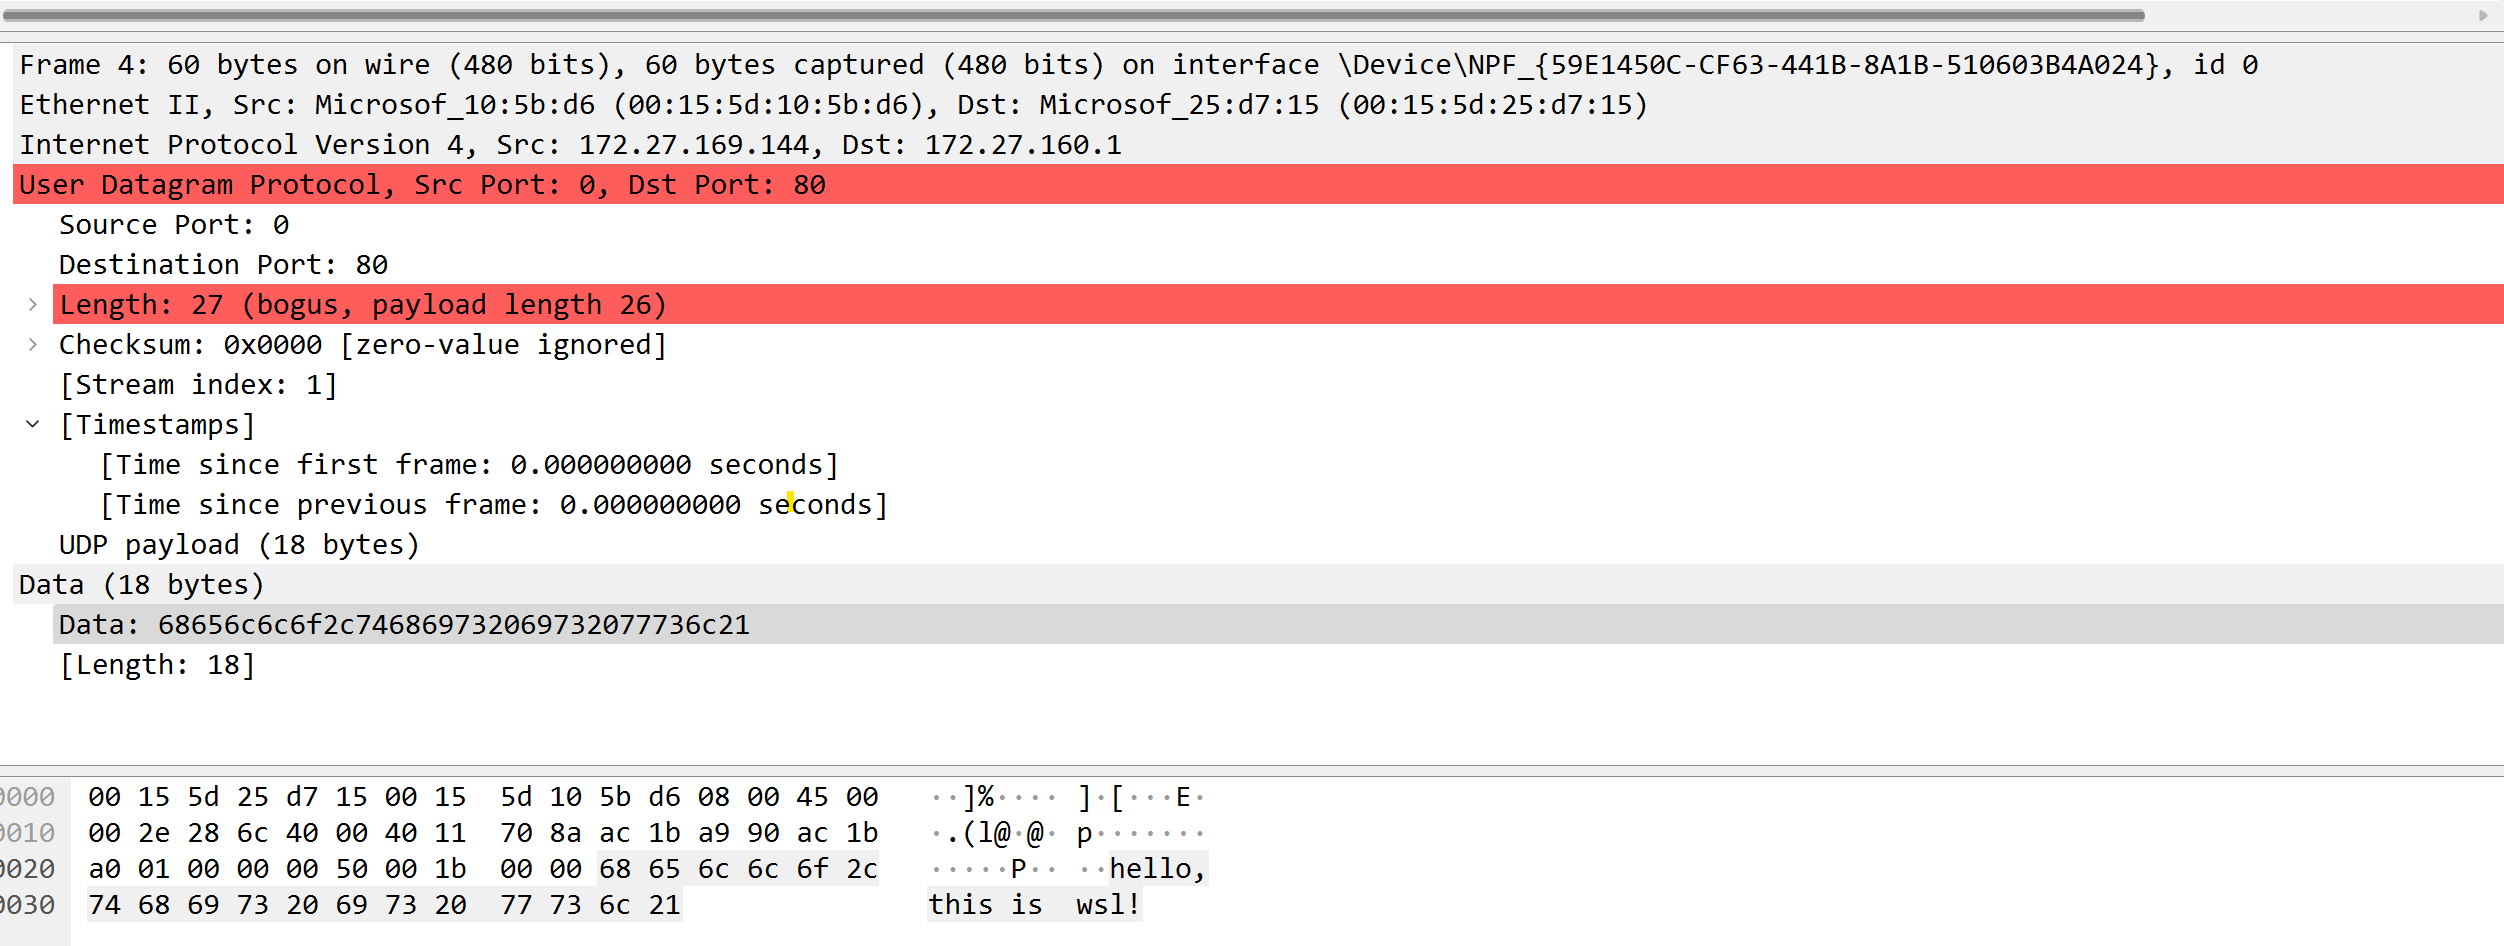 Frame 4: 60 bytes on wire (480 bits), 60 bytes captured (480 bits) on interface \Device\NPF_{59E1450C-CF63-441B-8A1B-510603B4A024}, id 0
Ethernet II, Src: Microsof_10:5b:d6 (00:15:5d:10:5b:d6), Dst: Microsof_25:d7:15 (00:15:5d:25:d7:15)
Internet Protocol Version 4, Src: 172.27.169.144, Dst: 172.27.160.1
User Datagram Protocol, Src Port: 0, Dst Port: 80
Source Port: 0
Destination Port: 80
Length: 27 (bogus, payload length 26)
Checksum: 0x0000 [zero-value ignored]
[Stream index: 1]
[Timestamps]
[Time since first frame: 0.000000000 seconds]
[Time since previous frame: 0.000000000 seconds]
UDP payload (18 bytes)
Data (18 bytes)
Data: 68656c6c6f2c7468697320697320​77736c21
[Length: 18]
0000 00 15 5d 25 d7 15 00 15 5d 10 5b d6 08 00 45 00 ··]%···· ]·[···E·
0010 00 2e 28 6c 40 00 40 11 70 8a ac 1b a9 90 ac 1b ·.(l@·@· p·······
0020 a0 01 00 00 00 50 00 1b 00 00 68 65 6c 6c 6f 2c ·····P·· ··hello,
0030 74 68 69 73 20 69 73 20 77 73 6c 21 this is wsl!